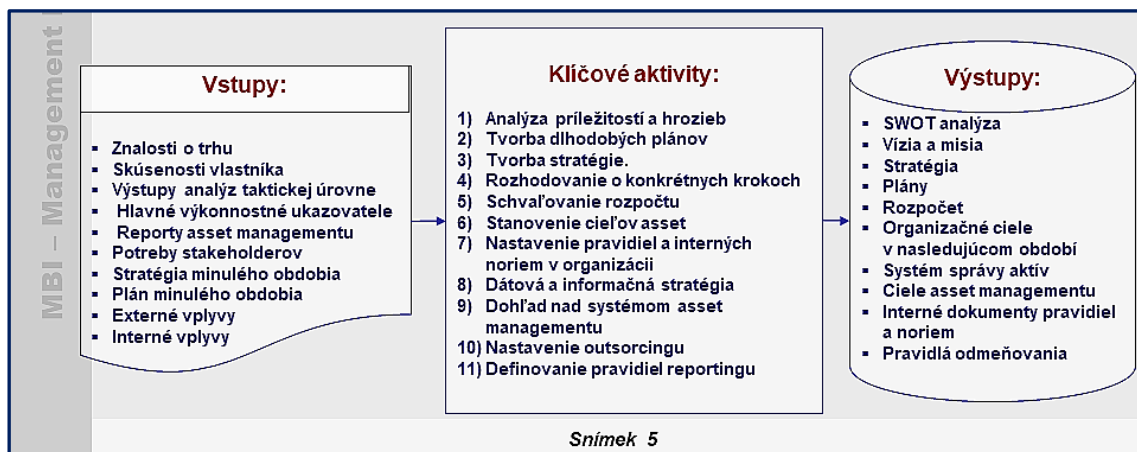 MBI – Management
Vstupy:
Znalosti o trhu
Skúsenosti vlastníka
Výstupy analýz taktickej úrovne
Hlavné výkonnostné ukazovatele
Reporty asset managementu
Potreby stakeholderov
Stratégia minulého obdobia
Plán minulého obdobia
Externé vplyvy
Interné vplyvy
Klíčové aktivity:
1) Analýza príležitostí a hrozieb
2) Tvorba dlhodobých plánov
3) Tvorba stratégie.
4) Rozhodovanie o konkrétnych krokoch
5) Schvaľovanie rozpočtu
6) Stanovenie cieľov asset
7) Nastavenie pravidiel a interných
noriem v organizácii
8) Dátová a informačná stratégia
9) Dohľad nad systémom asset
managementu
10) Nastavenie outsorcingu
11) Definovanie pravidiel reportingu
Výstupy:
SWOT analýza
Vízia a misia
Stratégia
Plány
Rozpočet
Organizačné ciele
v nasledujúcom období
Systém správy aktív
Ciele asset managementu
Interné dokumenty pravidiel
a noriem
Pravidlá odmeňovania
Snímek 5